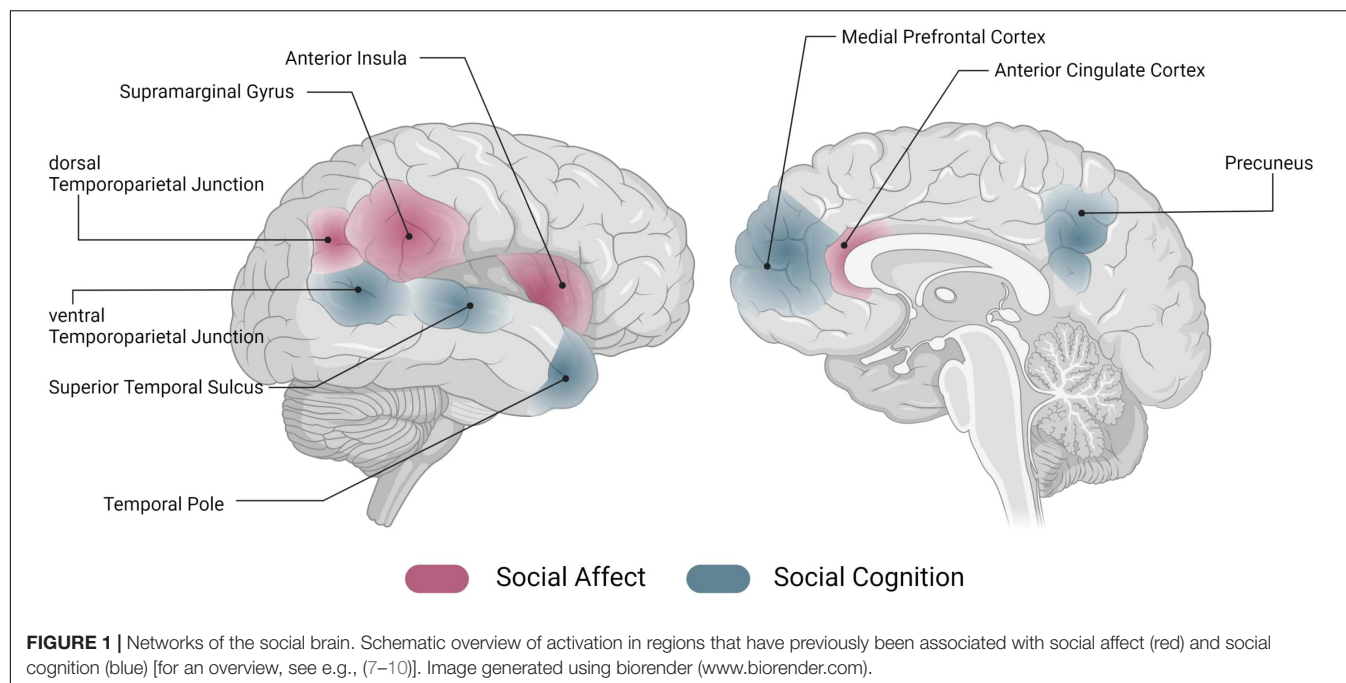 Anterior Insula
Supramarginal Gyrus
dorsal
Temporoparietal Junction
ventral
Temporoparietal Junction
Superior Temporal Sulcus
Temporal Pole
Medial Prefrontal Cortex
Anterior Cingulate Cortex
Precuneus
Social Affect
Social Cognition
FIGURE 1 | Networks of the social brain. Schematic overview of activation in regions that have previously been associated with social affect (red) and social
cognition (blue) [for an overview, see e.g., (7–10)]. Image generated using biorender (www.biorender.com).